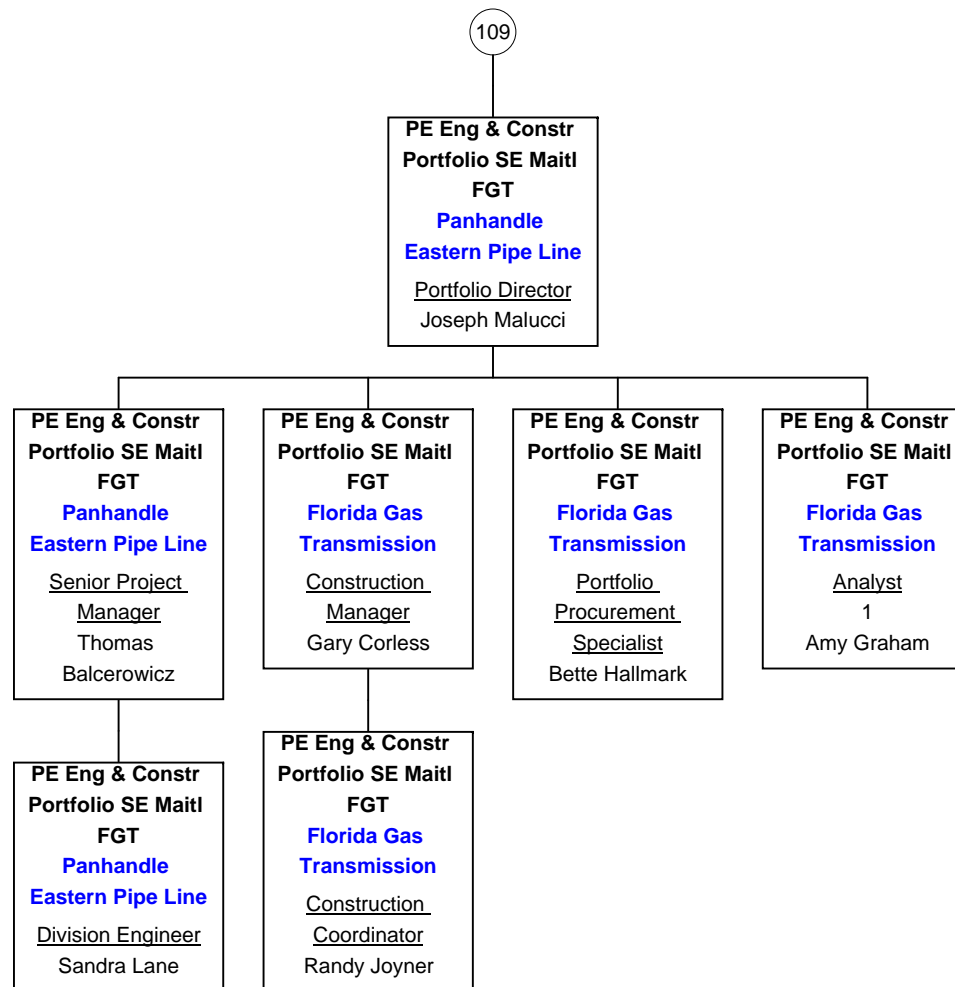 109
PE Eng & Constr
Portfolio SE Maitl
FGT
Panhandle
Eastern Pipe Line
Portfolio Director
Joseph Malucci
PE Eng & Constr
Portfolio SE Maitl
FGT
Panhandle
Eastern Pipe Line
Senior Project
Manager
Thomas
Balcerowicz
PE Eng & Constr
Portfolio SE Maitl
FGT
Florida Gas
Transmission
Construction
Manager
Gary Corless
PE Eng & Constr
Portfolio SE Maitl
FGT
Florida Gas
Transmission
Portfolio
Procurement
Specialist
Bette Hallmark
PE Eng & Constr
Portfolio SE Maitl
FGT
Florida Gas
Transmission
Analyst
1
Amy Graham
PE Eng & Constr
Portfolio SE Maitl
FGT
Panhandle
Eastern Pipe Line
Division Engineer
Sandra Lane
PE Eng & Constr
Portfolio SE Maitl
FGT
Florida Gas
Transmission
Construction
Coordinator
Randy Joyner